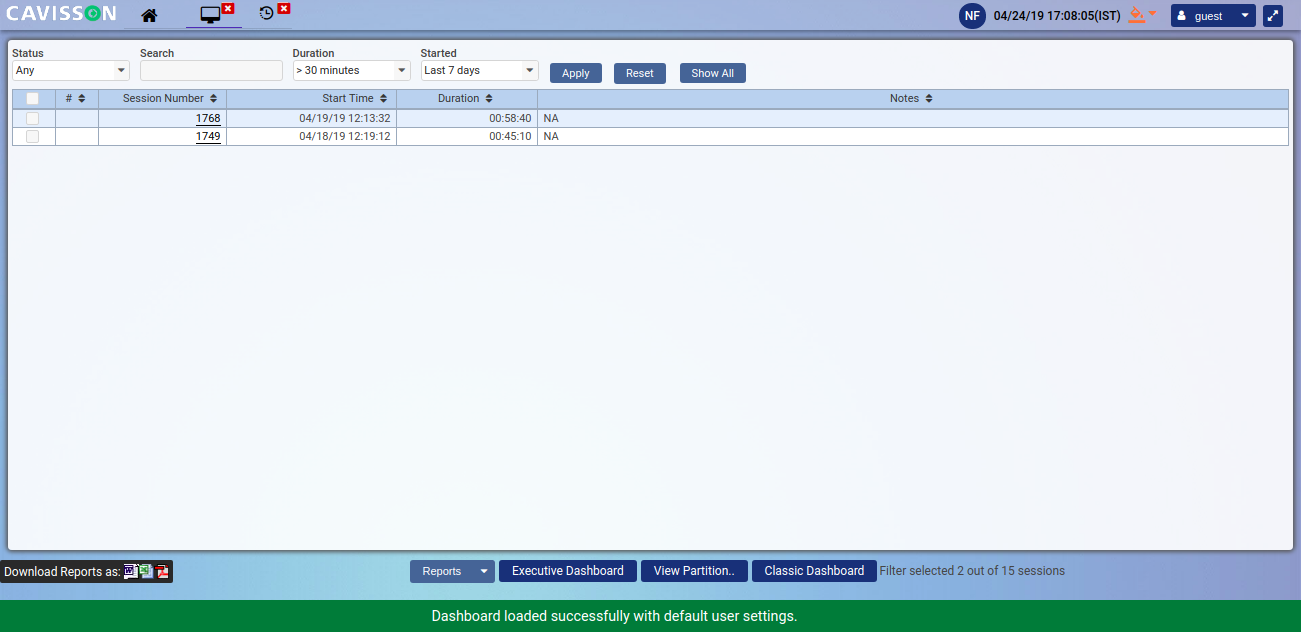 CAVISSON
NF 04/24/19 17:08:05(IST) guest
Status Search Duration Started
Any > 30 minutes Last 7 days Apply Reset Show All
# Session Number Start Time Duration Notes
1768 04/19/19 12:13:32 00:58:40 NA
1749 04/18/19 12:19:12 00:45:10 NA
Download Reports as: Reports Executive Dashboard View Partition.. Classic Dashboard Filter selected 2 out of 15 sessions
Dashboard loaded successfully with default user settings.